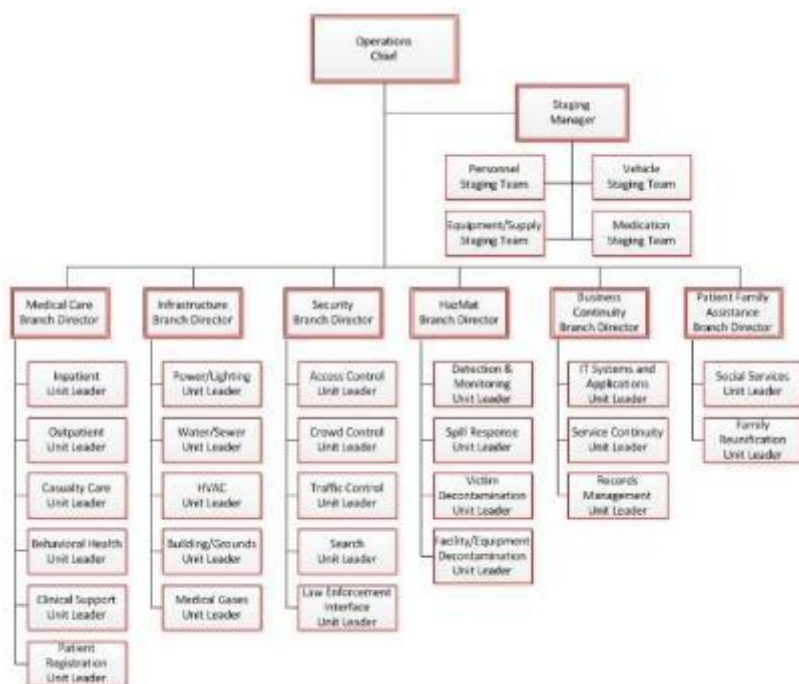 Operations
Chief
Staging
Manager
Personnel
Staging Team
Vehicle
Staging Team
Equipment/Supply
Staging Team
Medication
Staging Team
Medical Care
Branch Director
Infrastructure
Branch Director
Security
Branch Director
HazMat
Branch Director
Business
Continuity
Branch Director
Patient Family
Assistance
Branch Director
Inpatient
Unit Leader
Outpatient
Unit Leader
Casualty Care
Unit Leader
Behavioral Health
Unit Leader
Clinical Support
Unit Leader
Patient
Registration
Unit Leader
Power/Lighting
Unit Leader
Water/Sewer
Unit Leader
HVAC
Unit Leader
Building/Grounds
Unit Leader
Medical Gases
Unit Leader
Access Control
Unit Leader
Crowd Control
Unit Leader
Traffic Control
Unit Leader
Search
Unit Leader
Law Enforcement
Interface
Unit Leader
Detection &
Monitoring
Unit Leader
Spill Response
Unit Leader
Victim
Decontamination
Unit Leader
Facility/Equipment
Decontamination
Unit Leader
IT Systems and
Applications
Unit Leader
Service Continuity
Unit Leader
Records
Management
Unit Leader
Social Services
Unit Leader
Family
Reunification
Unit Leader